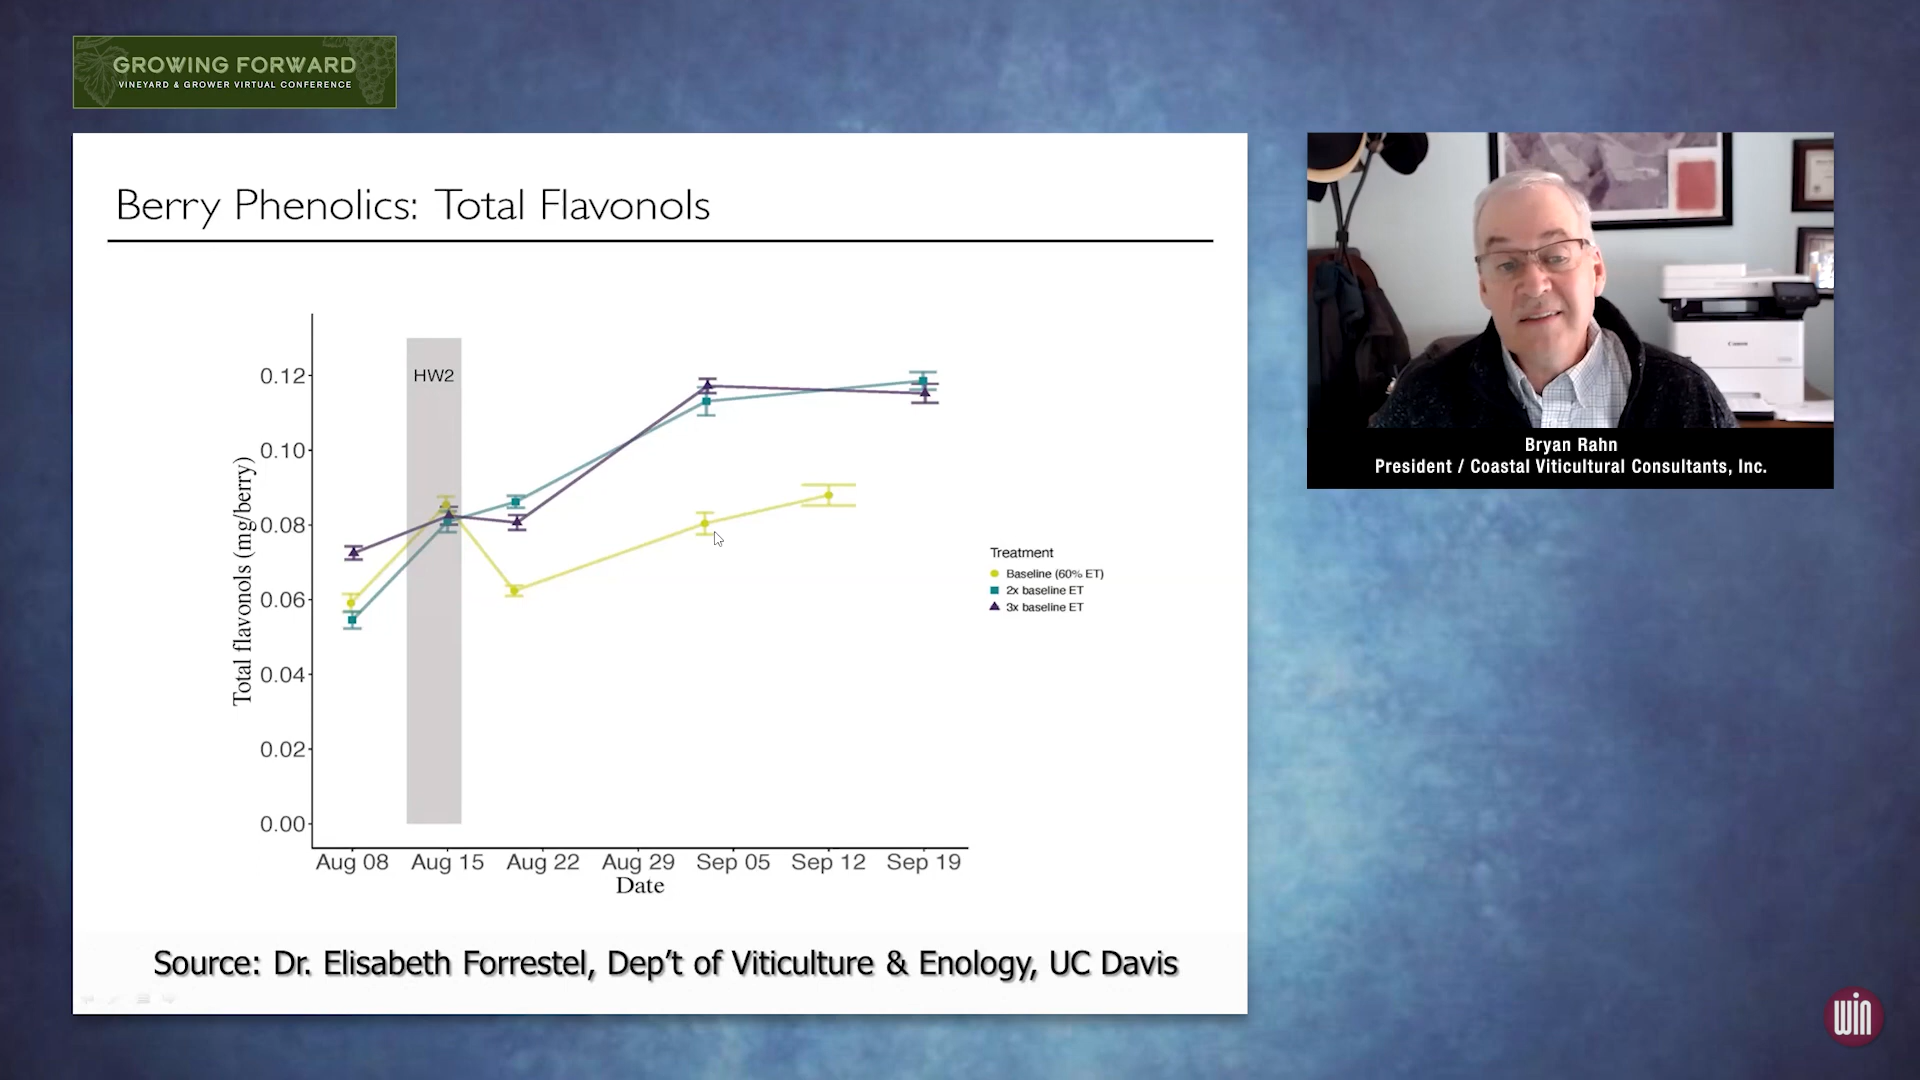 GROWING FORWARD
VINEYARD & GROWER VIRTUAL CONFERENCE
Berry Phenolics: Total Flavonols
HW2
0.12
0.10
0.08
0.06
0.04
0.02
0.00
Total flavonols (mg/berry)
Aug 08 Aug 15 Aug 22 Aug 29 Sep 05 Sep 12 Sep 19
Date
Treatment
Baseline (60% ET)
2x baseline ET
3x baseline ET
Source: Dr. Elisabeth Forrestel, Dep't of Viticulture & Enology, UC Davis
Canon
Bryan Rahn
President / Coastal Viticultural Consultants, Inc.
win